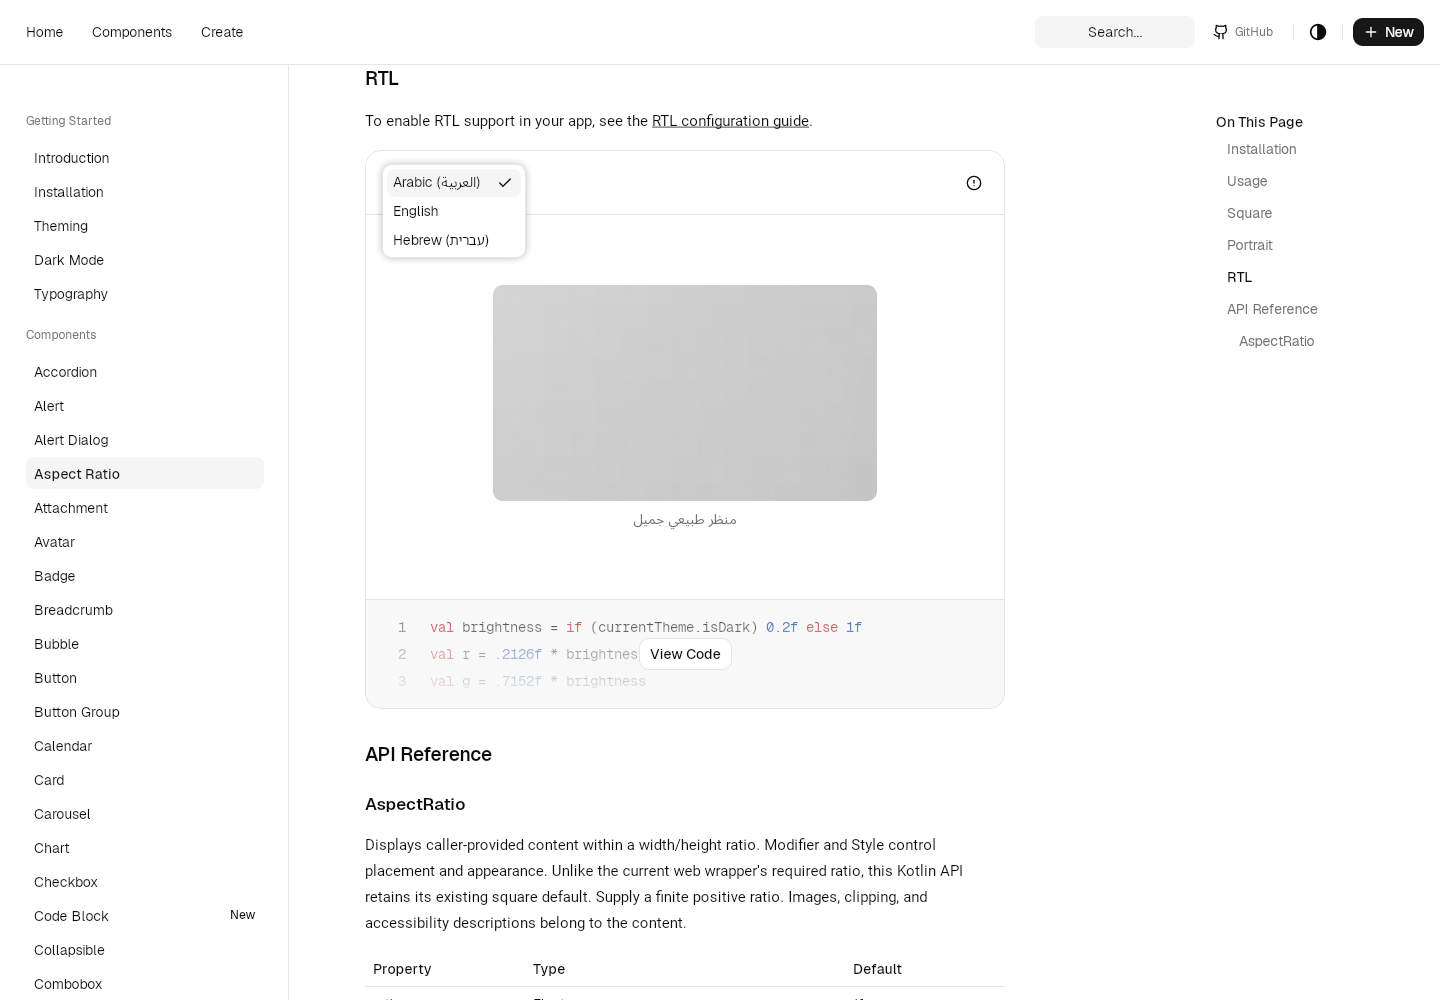 Home
Components
Create
Search...
GitHub
New
Getting Started
Introduction
Installation
Theming
Dark Mode
Typography
Components
Accordion
Alert
Alert Dialog
Aspect Ratio
Attachment
Avatar
Badge
Breadcrumb
Bubble
Button
Button Group
Calendar
Card
Carousel
Chart
Checkbox
Code Block New
Collapsible
Combobox
RTL
To enable RTL support in your app, see the RTL configuration guide.
Arabic (العربية)
English
Hebrew (עברית)
منظر طبيعي جميل
1 val brightness = if (currentTheme.isDark) 0.2f else 1f
2 val r = .2126f * brightnes
View Code
3 val g = .7152f * brightness
API Reference
AspectRatio
Displays caller-provided content within a width/height ratio. Modifier and Style control
placement and appearance. Unlike the current web wrapper's required ratio, this Kotlin API
retains its existing square default. Supply a finite positive ratio. Images, clipping, and
accessibility descriptions belong to the content.
Property Type Default
On This Page
Installation
Usage
Square
Portrait
RTL
API Reference
AspectRatio